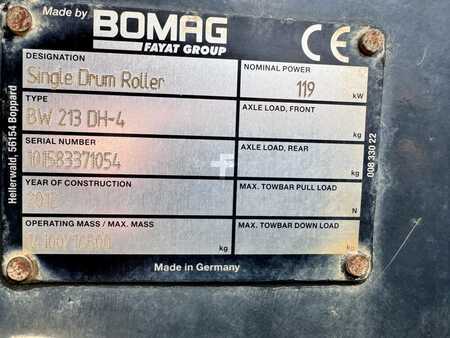 Made by BOMAG
FAYAT GROUP
CE
DESIGNATION
Single Drum Roller
NOMINAL POWER
119 kW
TYPE
BW 213 DH-4
AXLE LOAD, FRONT
kg
SERIAL NUMBER
101583371054
AXLE LOAD, REAR
kg
YEAR OF CONSTRUCTION
MAX. TOWBAR PULL LOAD
N
OPERATING MASS / MAX. MASS
kg
MAX. TOWBAR DOWN LOAD
kg
Made in Germany
Hellerwald, 56154 Boppard
008 330 22